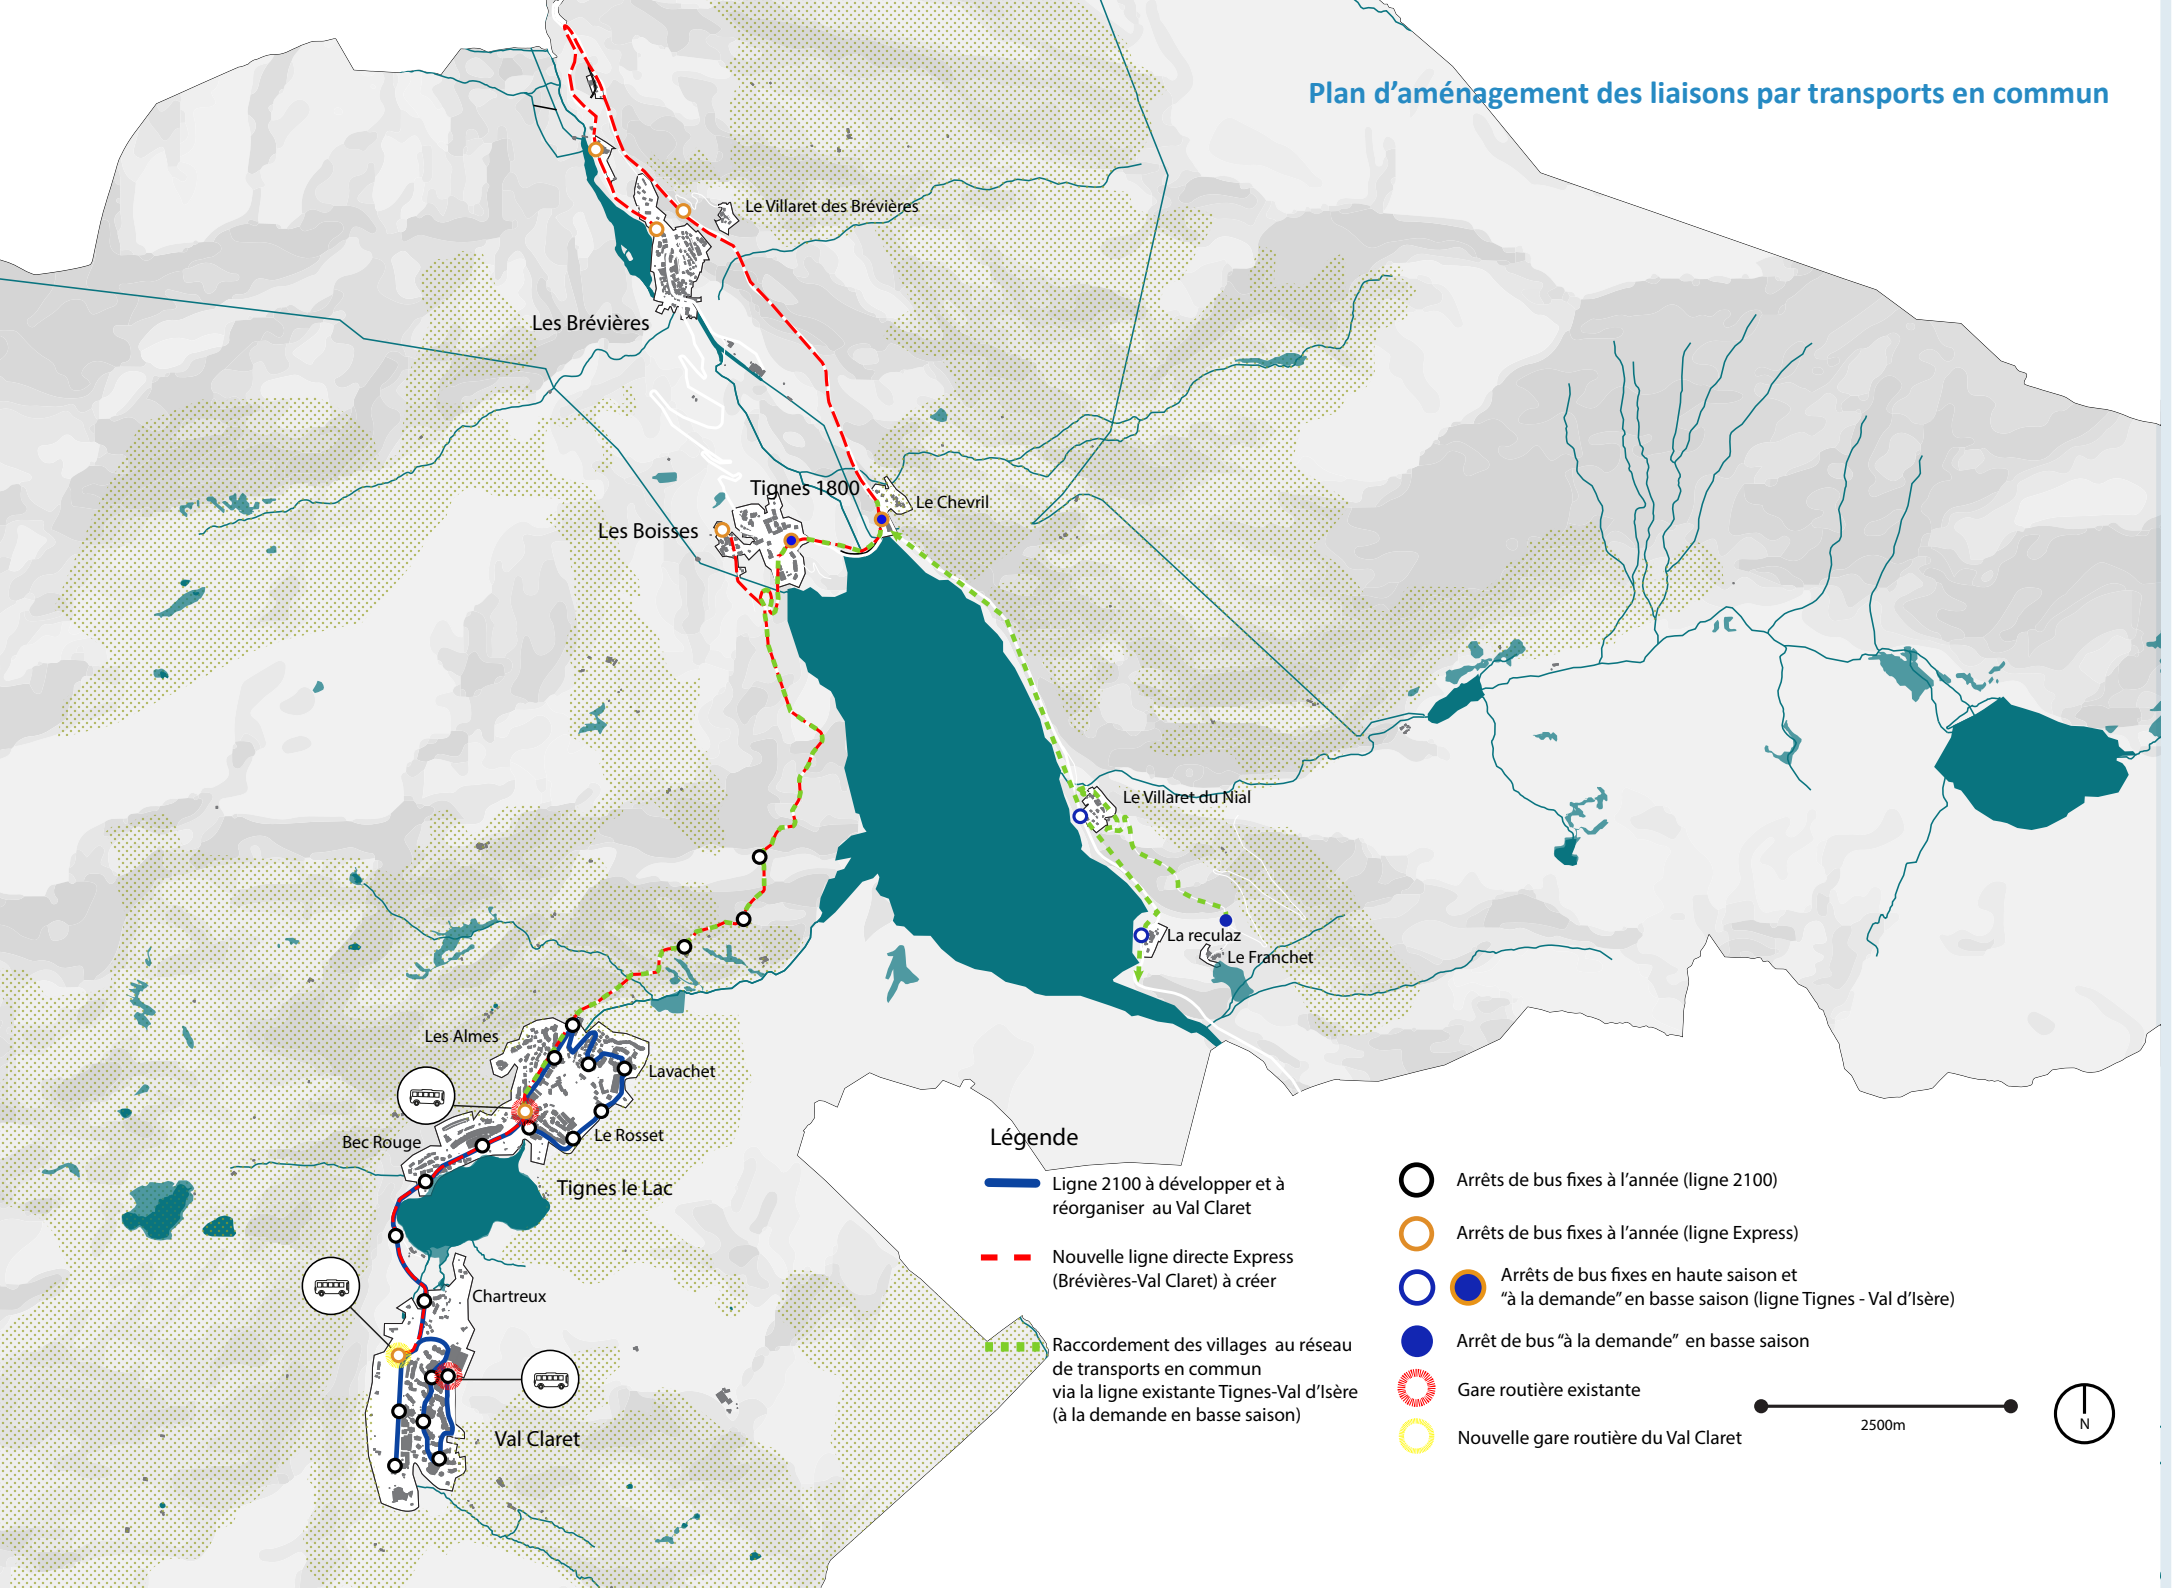 Plan d’aménagement des liaisons par transports en commun
Le Villaret des Brévières
Les Brévières
Tignes 1800
Le Chevril
Les Boisses
Le Villaret du Nial
La reculaz
Le Franchet
Les Almes
Lavachet
Bec Rouge
Le Rosset
Tignes le Lac
Chartreux
Val Claret
Légende
Ligne 2100 à développer et à
réorganiser au Val Claret
Nouvelle ligne directe Express
(Brévières-Val Claret) à créer
Raccordement des villages au réseau
de transports en commun
via la ligne existante Tignes-Val d’Isère
(à la demande en basse saison)
Arrêts de bus fixes à l’année (ligne 2100)
Arrêts de bus fixes à l’année (ligne Express)
Arrêts de bus fixes en haute saison et
“à la demande” en basse saison (ligne Tignes - Val d’Isère)
Arrêt de bus “à la demande” en basse saison
Gare routière existante
Nouvelle gare routière du Val Claret
2500m
N